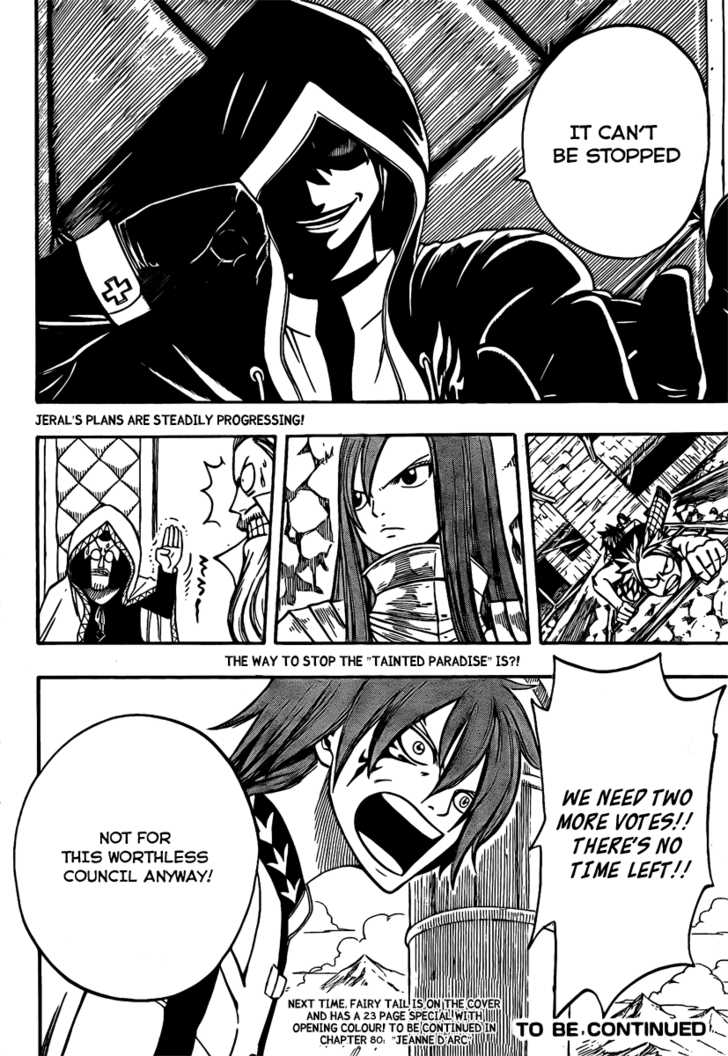 IT CAN'T
BE STOPPED
JERAL'S PLANS ARE STEADILY PROGRESSING!
THE WAY TO STOP THE "TAINTED PARADISE" IS?!
WE NEED TWO
MORE VOTES!!
THERE'S NO
TIME LEFT!!
NOT FOR
THIS WORTHLESS
COUNCIL ANYWAY!
NEXT TIME, FAIRY TAIL IS ON THE COVER
AND HAS A 23 PAGE SPECIAL WITH
OPENING COLOUR! TO BE CONTINUED IN
CHAPTER 80: "JEANNE D'ARC"
TO BE CONTINUED